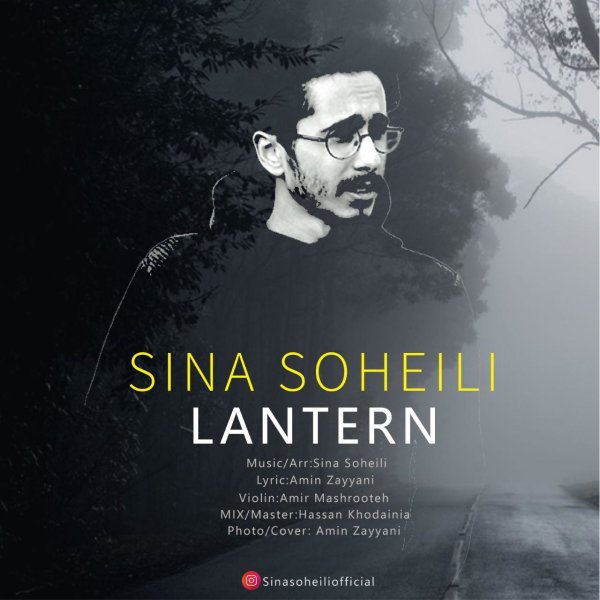 SINA SOHEILI
LANTERN
Music/Arr:Sina Soheili
Lyric:Amin Zayyani
Violin:Amir Mashrooteh
MIX/Master:Hassan Khodainia
Photo/Cover: Amin Zayyani
Sinasoheiliofficial